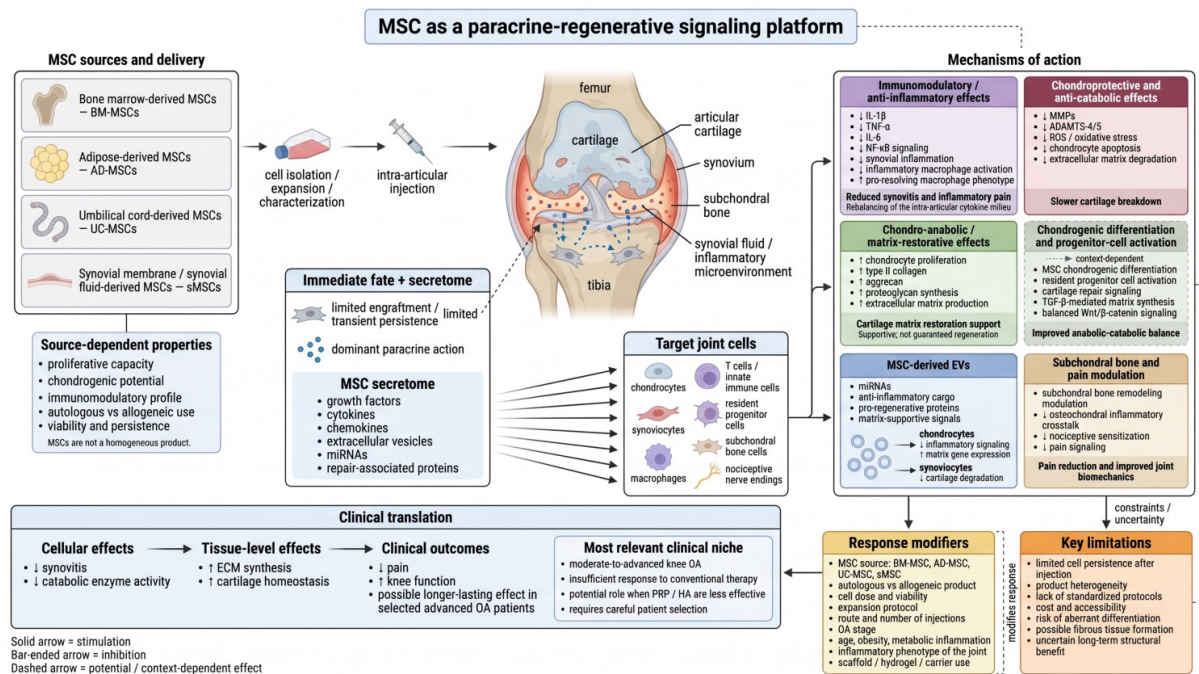 MSC as a paracrine-regenerative signaling platform
MSC sources and delivery
Bone marrow-derived MSCs
— BM-MSCs
Adipose-derived MSCs
— AD-MSCs
Umbilical cord-derived MSCs
— UC-MSCs
Synovial membrane / synovial
fluid-derived MSCs — sMSCs
Source-dependent properties
• proliferative capacity
• chondrogenic potential
• immunomodulatory profile
• autologous vs allogeneic use
• viability and persistence
MSCs are not a homogeneous product.
cell isolation /
expansion /
characterization
intra-articular
injection
femur
cartilage
tibia
articular
cartilage
synovium
subchondral
bone
synovial fluid /
inflammatory
microenvironment
Immediate fate + secretome
limited engraftment /
transient persistence
limited
dominant paracrine action
MSC secretome
• growth factors
• cytokines
• chemokines
• extracellular vesicles
• miRNAs
• repair-associated proteins
Target joint cells
chondrocytes
synoviocytes
macrophages
T cells /
innate
immune cells
resident
progenitor
cells
subchondral
bone cells
nociceptive
nerve endings
Mechanisms of action
Immunomodulatory /
anti-inflammatory effects
• ↓ IL-1β
• ↓ TNF-α
• ↓ IL-6
• ↓ NF-κB signaling
• ↓ synovial inflammation
• ↓ inflammatory macrophage activation
• ↑ pro-resolving macrophage phenotype
Reduced synovitis and inflammatory pain
Rebalancing of the intra-articular cytokine milieu
Chondroprotective and
anti-catabolic effects
• ↓ MMPs
• ↓ ADAMTS-4/5
• ↓ ROS / oxidative stress
• ↓ chondrocyte apoptosis
• ↓ extracellular matrix degradation
Slower cartilage breakdown
Chondro-anabolic /
matrix-restorative effects
• ↑ chondrocyte proliferation
• ↑ type II collagen
• ↑ aggrecan
• ↑ proteoglycan synthesis
• ↑ extracellular matrix production
Cartilage matrix restoration support
Supportive; not guaranteed regeneration
Chondrogenic differentiation
and progenitor-cell activation
context-dependent
• MSC chondrogenic differentiation
• resident progenitor cell activation
• cartilage repair signaling
• TGF-β-mediated matrix synthesis
• balanced Wnt/β-catenin signaling
Improved anabolic-catabolic balance
MSC-derived EVs
• miRNAs
• anti-inflammatory cargo
• pro-regenerative proteins
• matrix-supportive signals
chondrocytes
↓ inflammatory signaling
↑ matrix gene expression
synoviocytes
↓ cartilage degradation
Subchondral bone and
pain modulation
• subchondral bone remodeling
modulation
• ↓ osteochondral inflammatory
crosstalk
• ↓ nociceptive sensitization
• ↓ pain signaling
Pain reduction and improved joint
biomechanics
constraints /
uncertainty
Clinical translation
Cellular effects
• ↓ synovitis
• ↓ catabolic enzyme activity
Tissue-level effects
• ↑ ECM synthesis
• ↑ cartilage homeostasis
Clinical outcomes
• ↓ pain
• ↑ knee function
• possible longer-lasting effect in
selected advanced OA patients
Most relevant clinical niche
• moderate-to-advanced knee OA
• insufficient response to conventional therapy
• potential role when PRP / HA are less effective
• requires careful patient selection
Response modifiers
• MSC source: BM-MSC, AD-MSC,
UC-MSC, sMSC
• autologous vs allogeneic product
• cell dose and viability
• expansion protocol
• route and number of injections
• OA stage
• age, obesity, metabolic inflammation
• inflammatory phenotype of the joint
• scaffold / hydrogel / carrier use
modifies response
Key limitations
• limited cell persistence after
injection
• product heterogeneity
• lack of standardized protocols
• cost and accessibility
• risk of aberrant differentiation
• possible fibrous tissue formation
• uncertain long-term structural
benefit
Solid arrow = stimulation
Bar-ended arrow = inhibition
Dashed arrow = potential / context-dependent effect